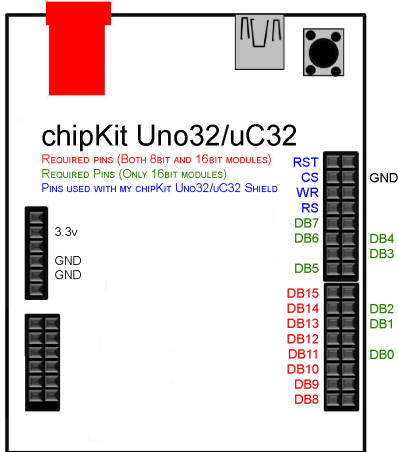 chipKit Uno32/uC32
Required pins (Both 8bit and 16bit modules)
Required Pins (Only 16bit modules)
Pins used with my chipKit Uno32/uC32 Shield
RST
CS GND
WR
RS
DB7
DB6 DB4
DB3
DB5
3.3v
GND
GND
DB15
DB14 DB2
DB13 DB1
DB12
DB11 DB0
DB10
DB9
DB8